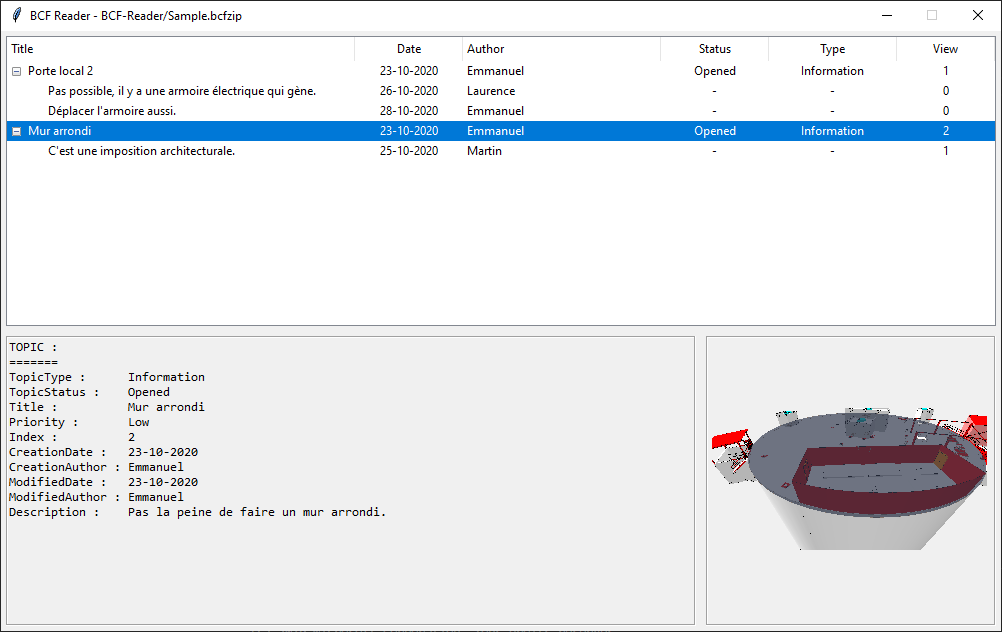 BCF Reader - BCF-Reader/Sample.bcfzip
Title Date Author Status Type View
Porte local 2 23-10-2020 Emmanuel Opened Information 1
Pas possible, il y a une armoire électrique qui gène. 26-10-2020 Laurence - - 0
Déplacer l'armoire aussi. 28-10-2020 Emmanuel - - 0
Mur arrondi 23-10-2020 Emmanuel Opened Information 2
C'est une imposition architecturale. 25-10-2020 Martin - - 1
TOPIC :
=======
TopicType : Information
TopicStatus : Opened
Title : Mur arrondi
Priority : Low
Index : 2
CreationDate : 23-10-2020
CreationAuthor : Emmanuel
ModifiedDate : 23-10-2020
ModifiedAuthor : Emmanuel
Description : Pas la peine de faire un mur arrondi.